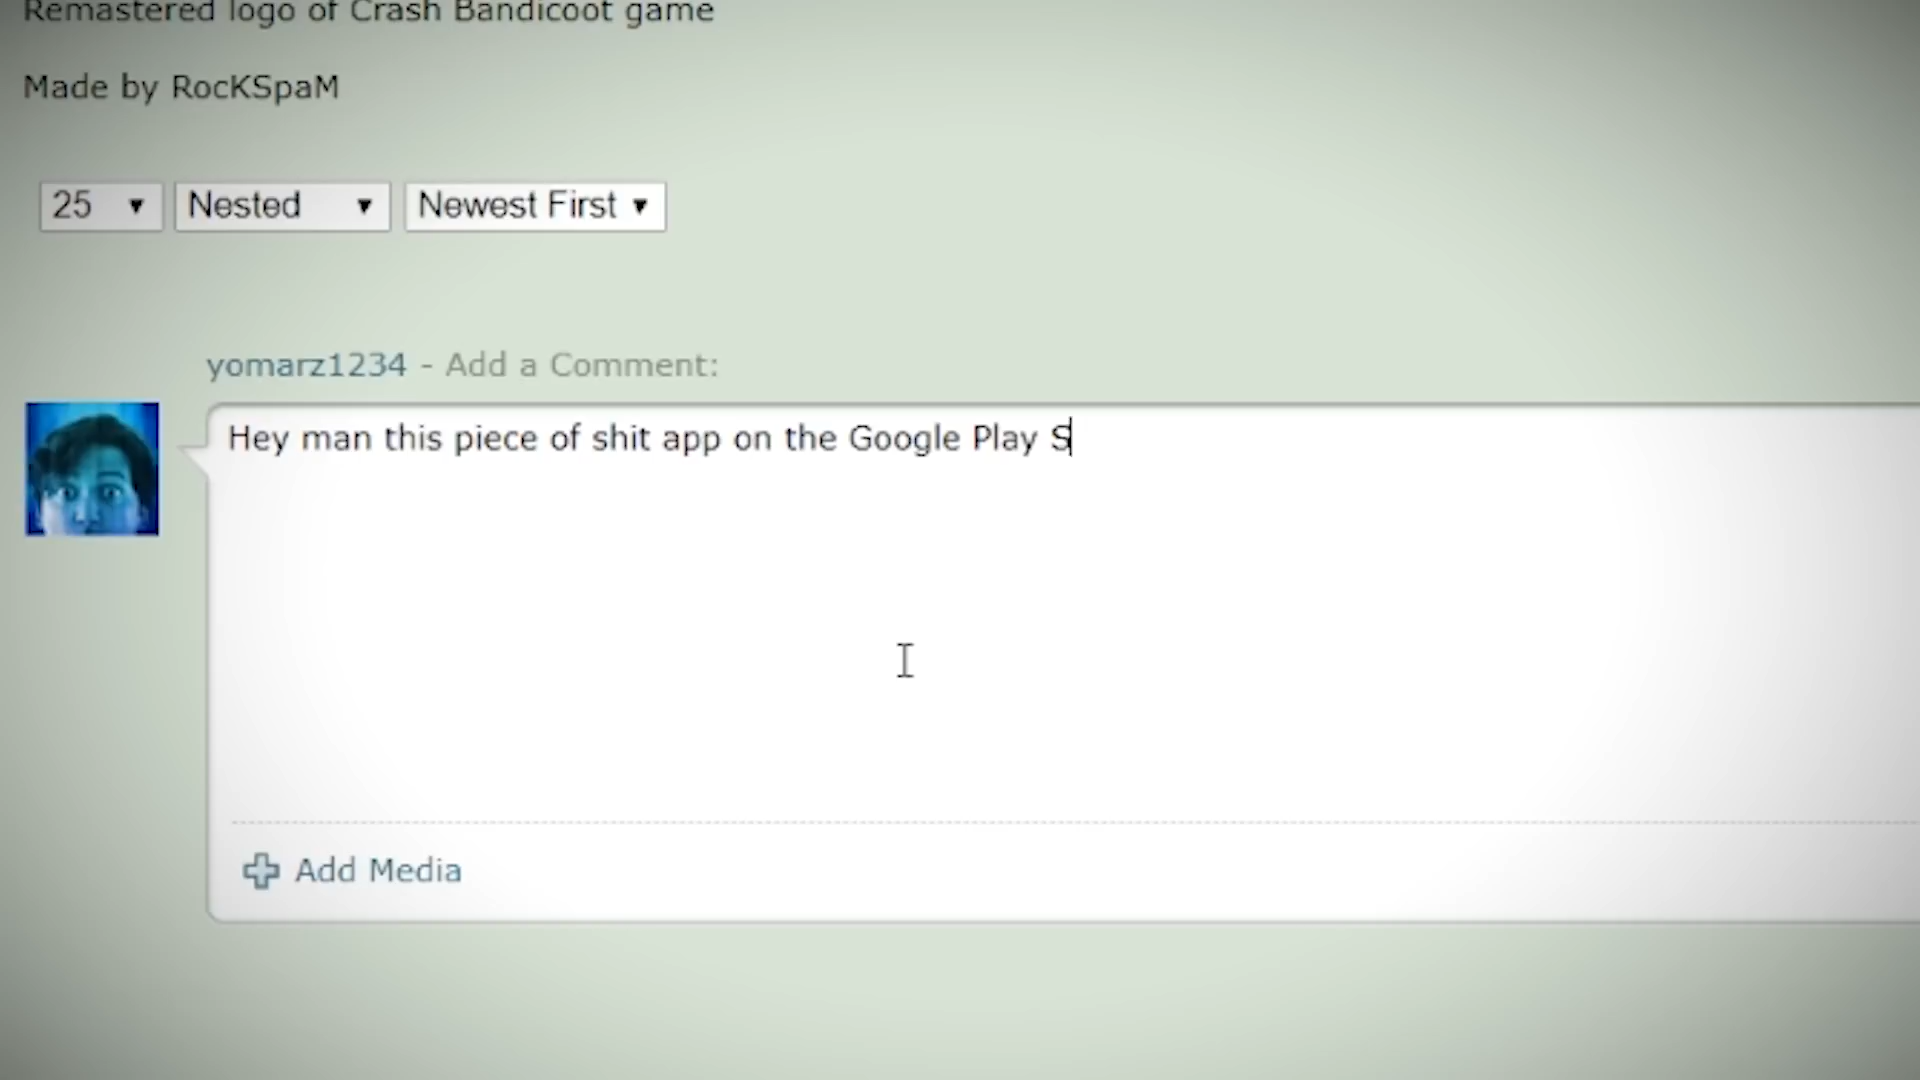 Remastered logo of Crash Bandicoot game
Made by RocKSpaM
25 Nested Newest First
yomarz1234 - Add a Comment:
Hey man this piece of shit app on the Google Play S
Add Media